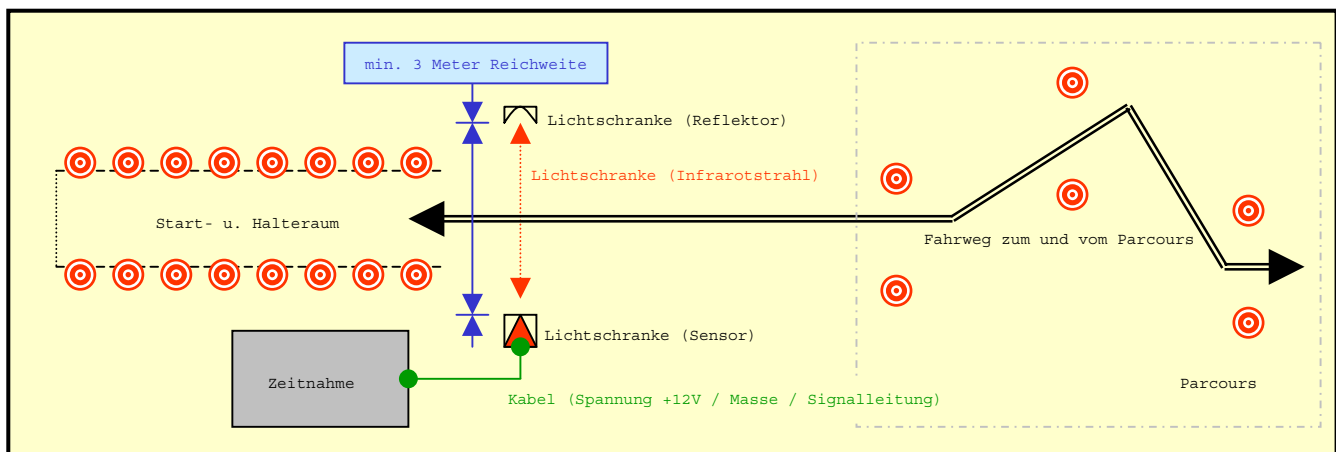 min. 3 Meter Reichweite
Lichtschranke (Reflektor)
Lichtschranke (Infrarotstrahl)
Start- u. Halteraum
Fahrweg zum und vom Parcours
Lichtschranke (Sensor)
Zeitnahme
Parcours
Kabel (Spannung +12V / Masse / Signalleitung)